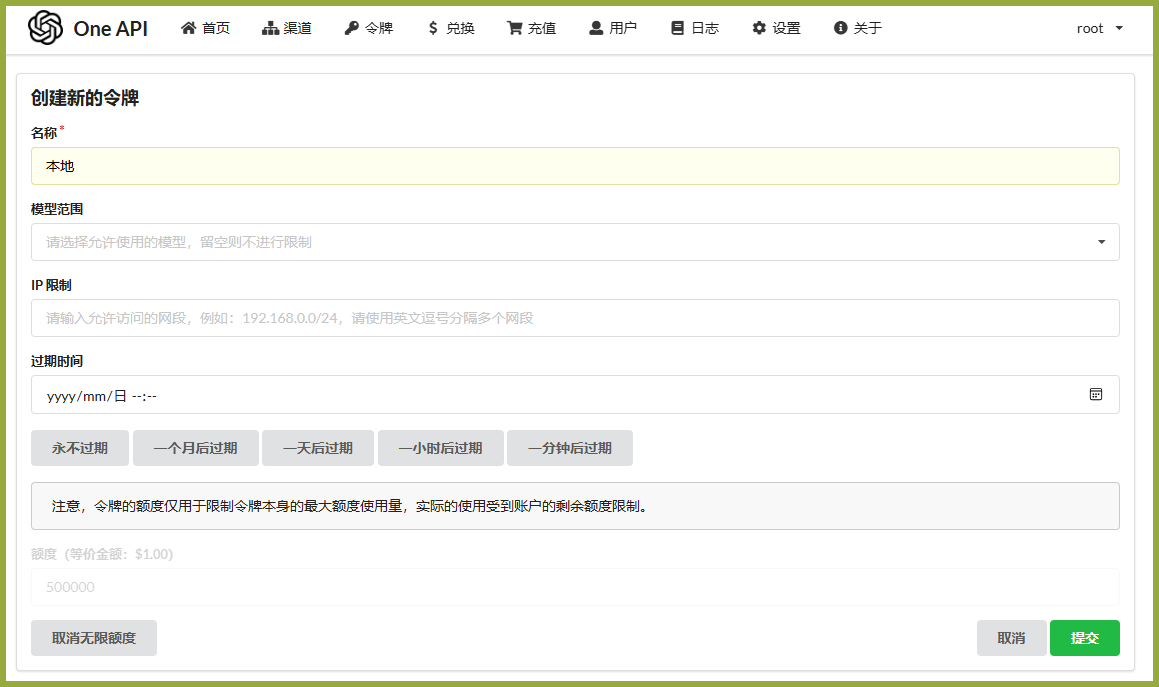 One API 首页 渠道 令牌 兑换 充值 用户 日志 设置 关于 root
创建新的令牌
名称*
本地
模型范围
请选择允许使用的模型，留空则不进行限制
IP 限制
请输入允许访问的网段，例如：192.168.0.0/24，请使用英文逗号分隔多个网段
过期时间
yyyy/mm/日 --:--
永不过期 一个月后过期 一天后过期 一小时后过期 一分钟后过期
注意，令牌的额度仅用于限制令牌本身的最大额度使用量，实际的使用受到账户的剩余额度限制。
额度（等价金额：$1.00）
500000
取消无限额度 取消 提交